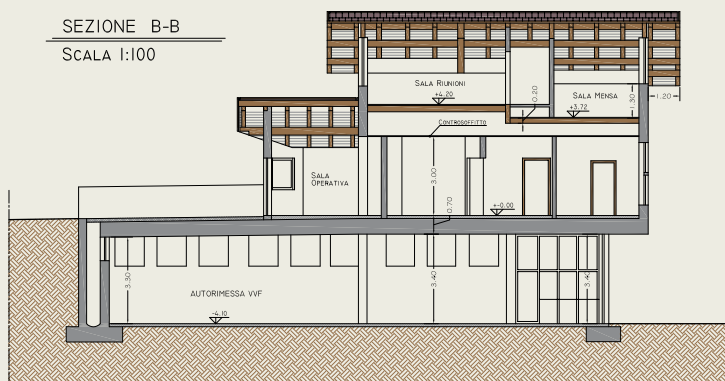 SEZIONE B-B
SCALA 1:100
SALA RIUNIONI
+4.20
0.20
SALA MENSA
+3.72
1.30
1.20
CONTROSOFFITTO
SALA
OPERATIVA
3.00
0.70
+-0.00
3.30
AUTORIMESSA VVF
-4.10
3.40
3.40